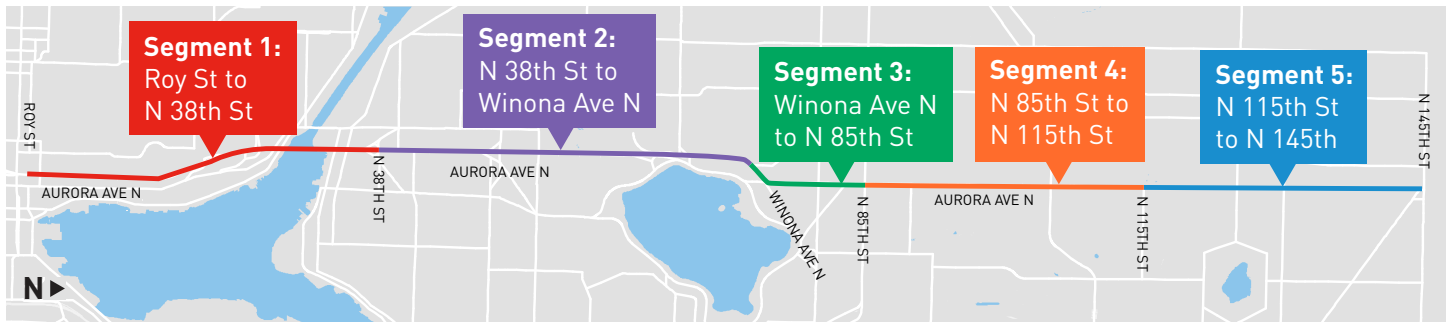 Segment 1:
Roy St to
N 38th St
Segment 2:
N 38th St to
Winona Ave N
Segment 3:
Winona Ave N
to N 85th St
Segment 4:
N 85th St to
N 115th St
Segment 5:
N 115th St
to N 145th
ROY ST
AURORA AVE N
N 38TH ST
AURORA AVE N
WINONA AVE N
N 85TH ST
AURORA AVE N
N 115TH ST
N 145TH ST
N